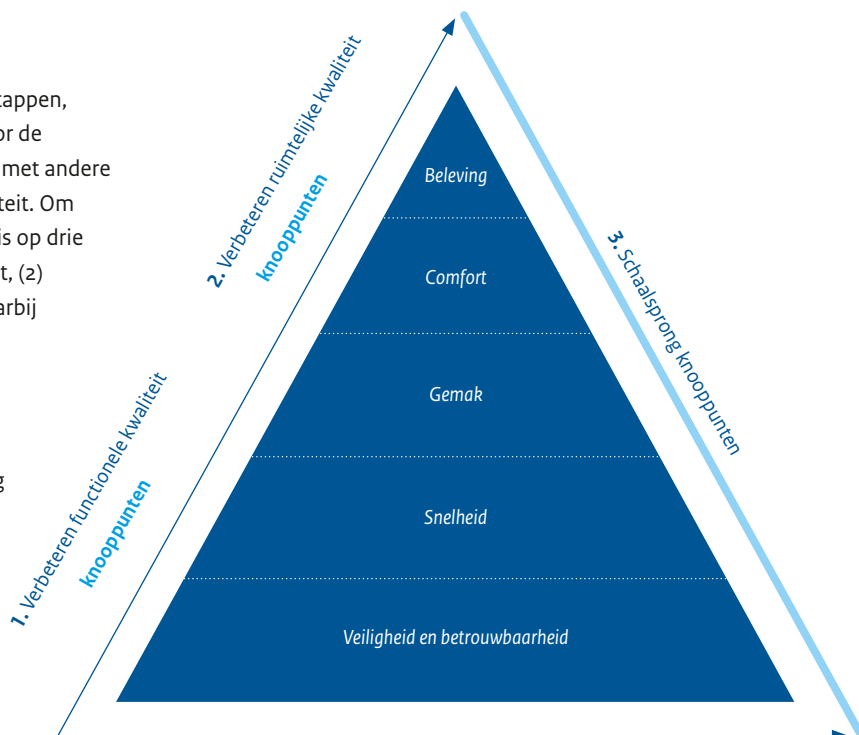 tappen,
or de
met andere
teit. Om
is op drie
t, (2)
arbij
g
2. Verbeteren ruimtelijke kwaliteit
knooppunten
1. Verbeteren functionele kwaliteit
knooppunten
Beleving
Comfort
Gemak
Snelheid
Veiligheid en betrouwbaarheid
3. Schaalsprong knooppunten